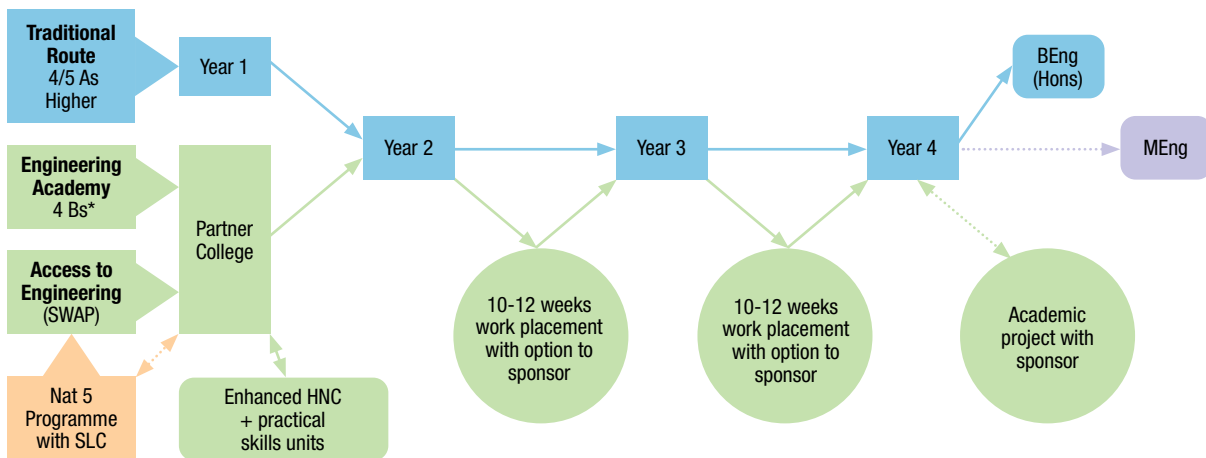 Traditional
Route
4/5 As
Higher
Year 1
BEng
(Hons)
Year 2
Year 3
Year 4
MEng
Engineering
Academy
4 Bs*
Partner
College
Access to
Engineering
(SWAP)
10-12 weeks
work placement
with option to
sponsor
10-12 weeks
work placement
with option to
sponsor
Academic
project with
sponsor
Nat 5
Programme
with SLC
Enhanced HNC
+ practical
skills units